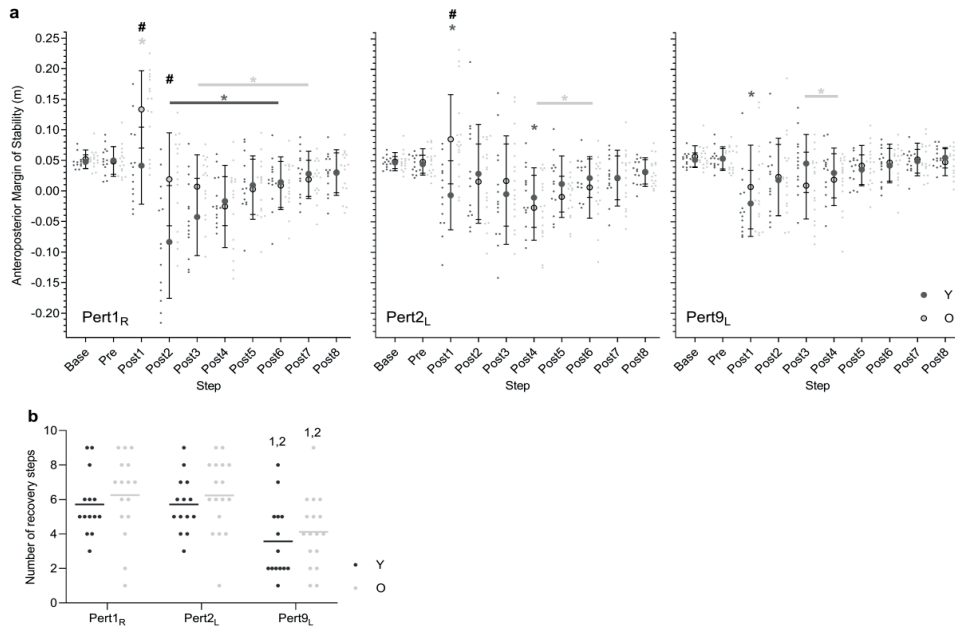 a
Anteroposterior Margin of Stability (m)
0.25
0.20
0.15
0.10
0.05
0.00
-0.05
-0.10
-0.15
-0.20
# * # * *
Pert1R
# * * *
Pert2L
* *
Pert9L
Y
O
Base Pre Post1 Post2 Post3 Post4 Post5 Post6 Post7 Post8
Base Pre Post1 Post2 Post3 Post4 Post5 Post6 Post7 Post8
Base Pre Post1 Post2 Post3 Post4 Post5 Post6 Post7 Post8
Step Step Step
b
Number of recovery steps
10
8
6
4
2
0
1,2 1,2
Y
O
Pert1R Pert2L Pert9L